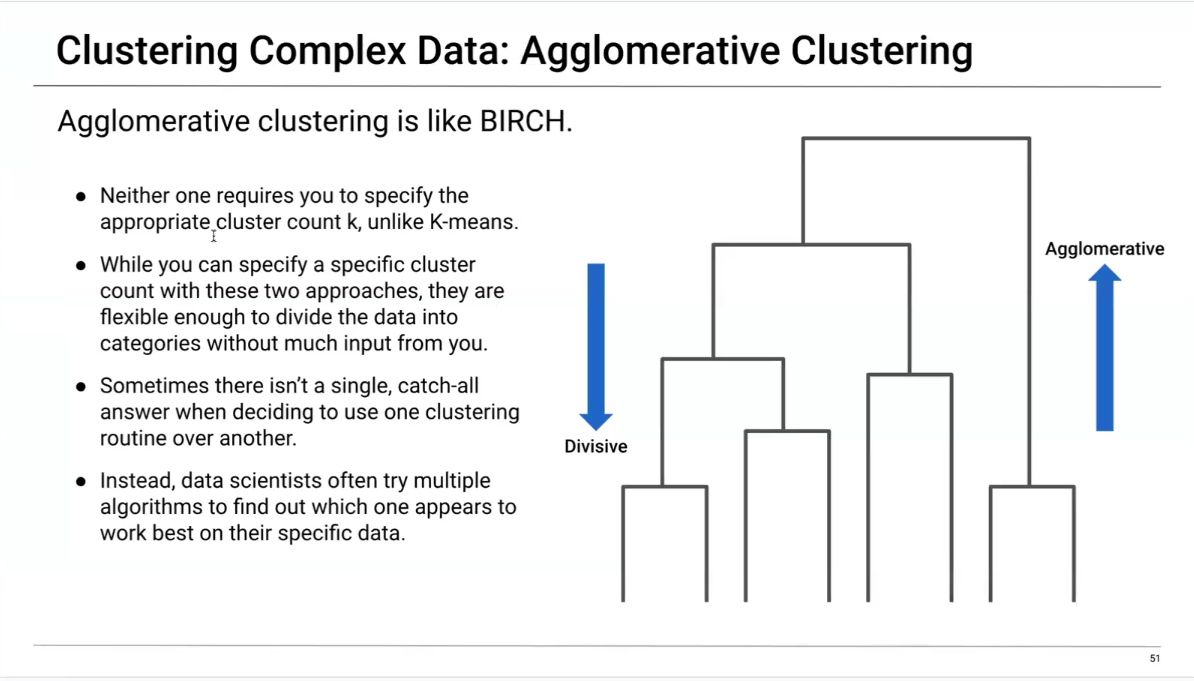 Clustering Complex Data: Agglomerative Clustering
Agglomerative clustering is like BIRCH.
● Neither one requires you to specify the
appropriate cluster count k, unlike K-means.
● While you can specify a specific cluster
count with these two approaches, they are
flexible enough to divide the data into
categories without much input from you.
● Sometimes there isn’t a single, catch-all
answer when deciding to use one clustering
routine over another.
● Instead, data scientists often try multiple
algorithms to find out which one appears to
work best on their specific data.
Divisive
Agglomerative
51